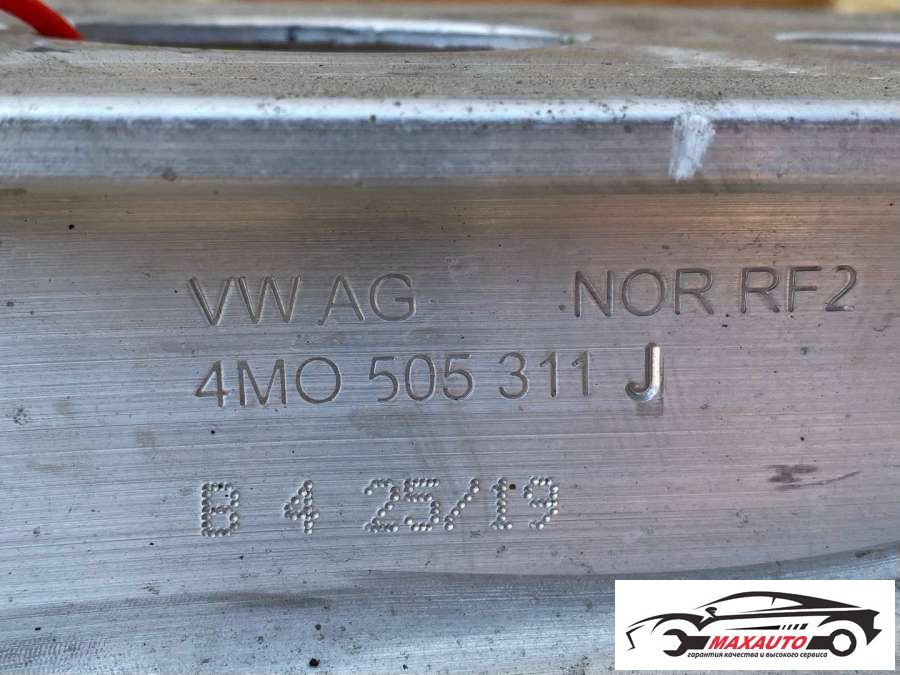 VW AG NOR RF2
4M0 505 311 J
B 4 25/19
MAXAUTO
гарантия качества и высокого сервиса